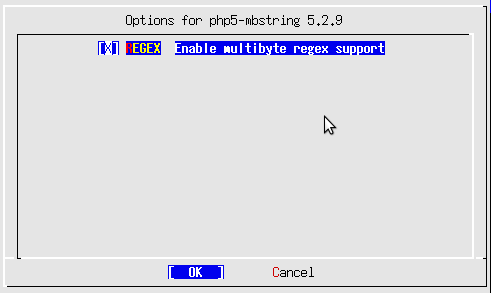 Options for php5-mbstring 5.2.9
[X] REGEX Enable multibyte regex support
[ OK ] Cancel